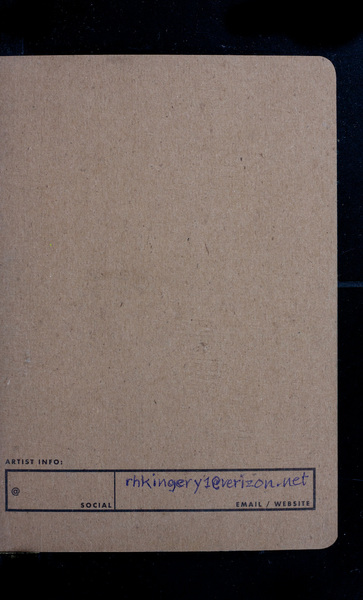 ARTIST INFO:
@
rhkingery1@verizon.net
SOCIAL
EMAIL / WEBSITE